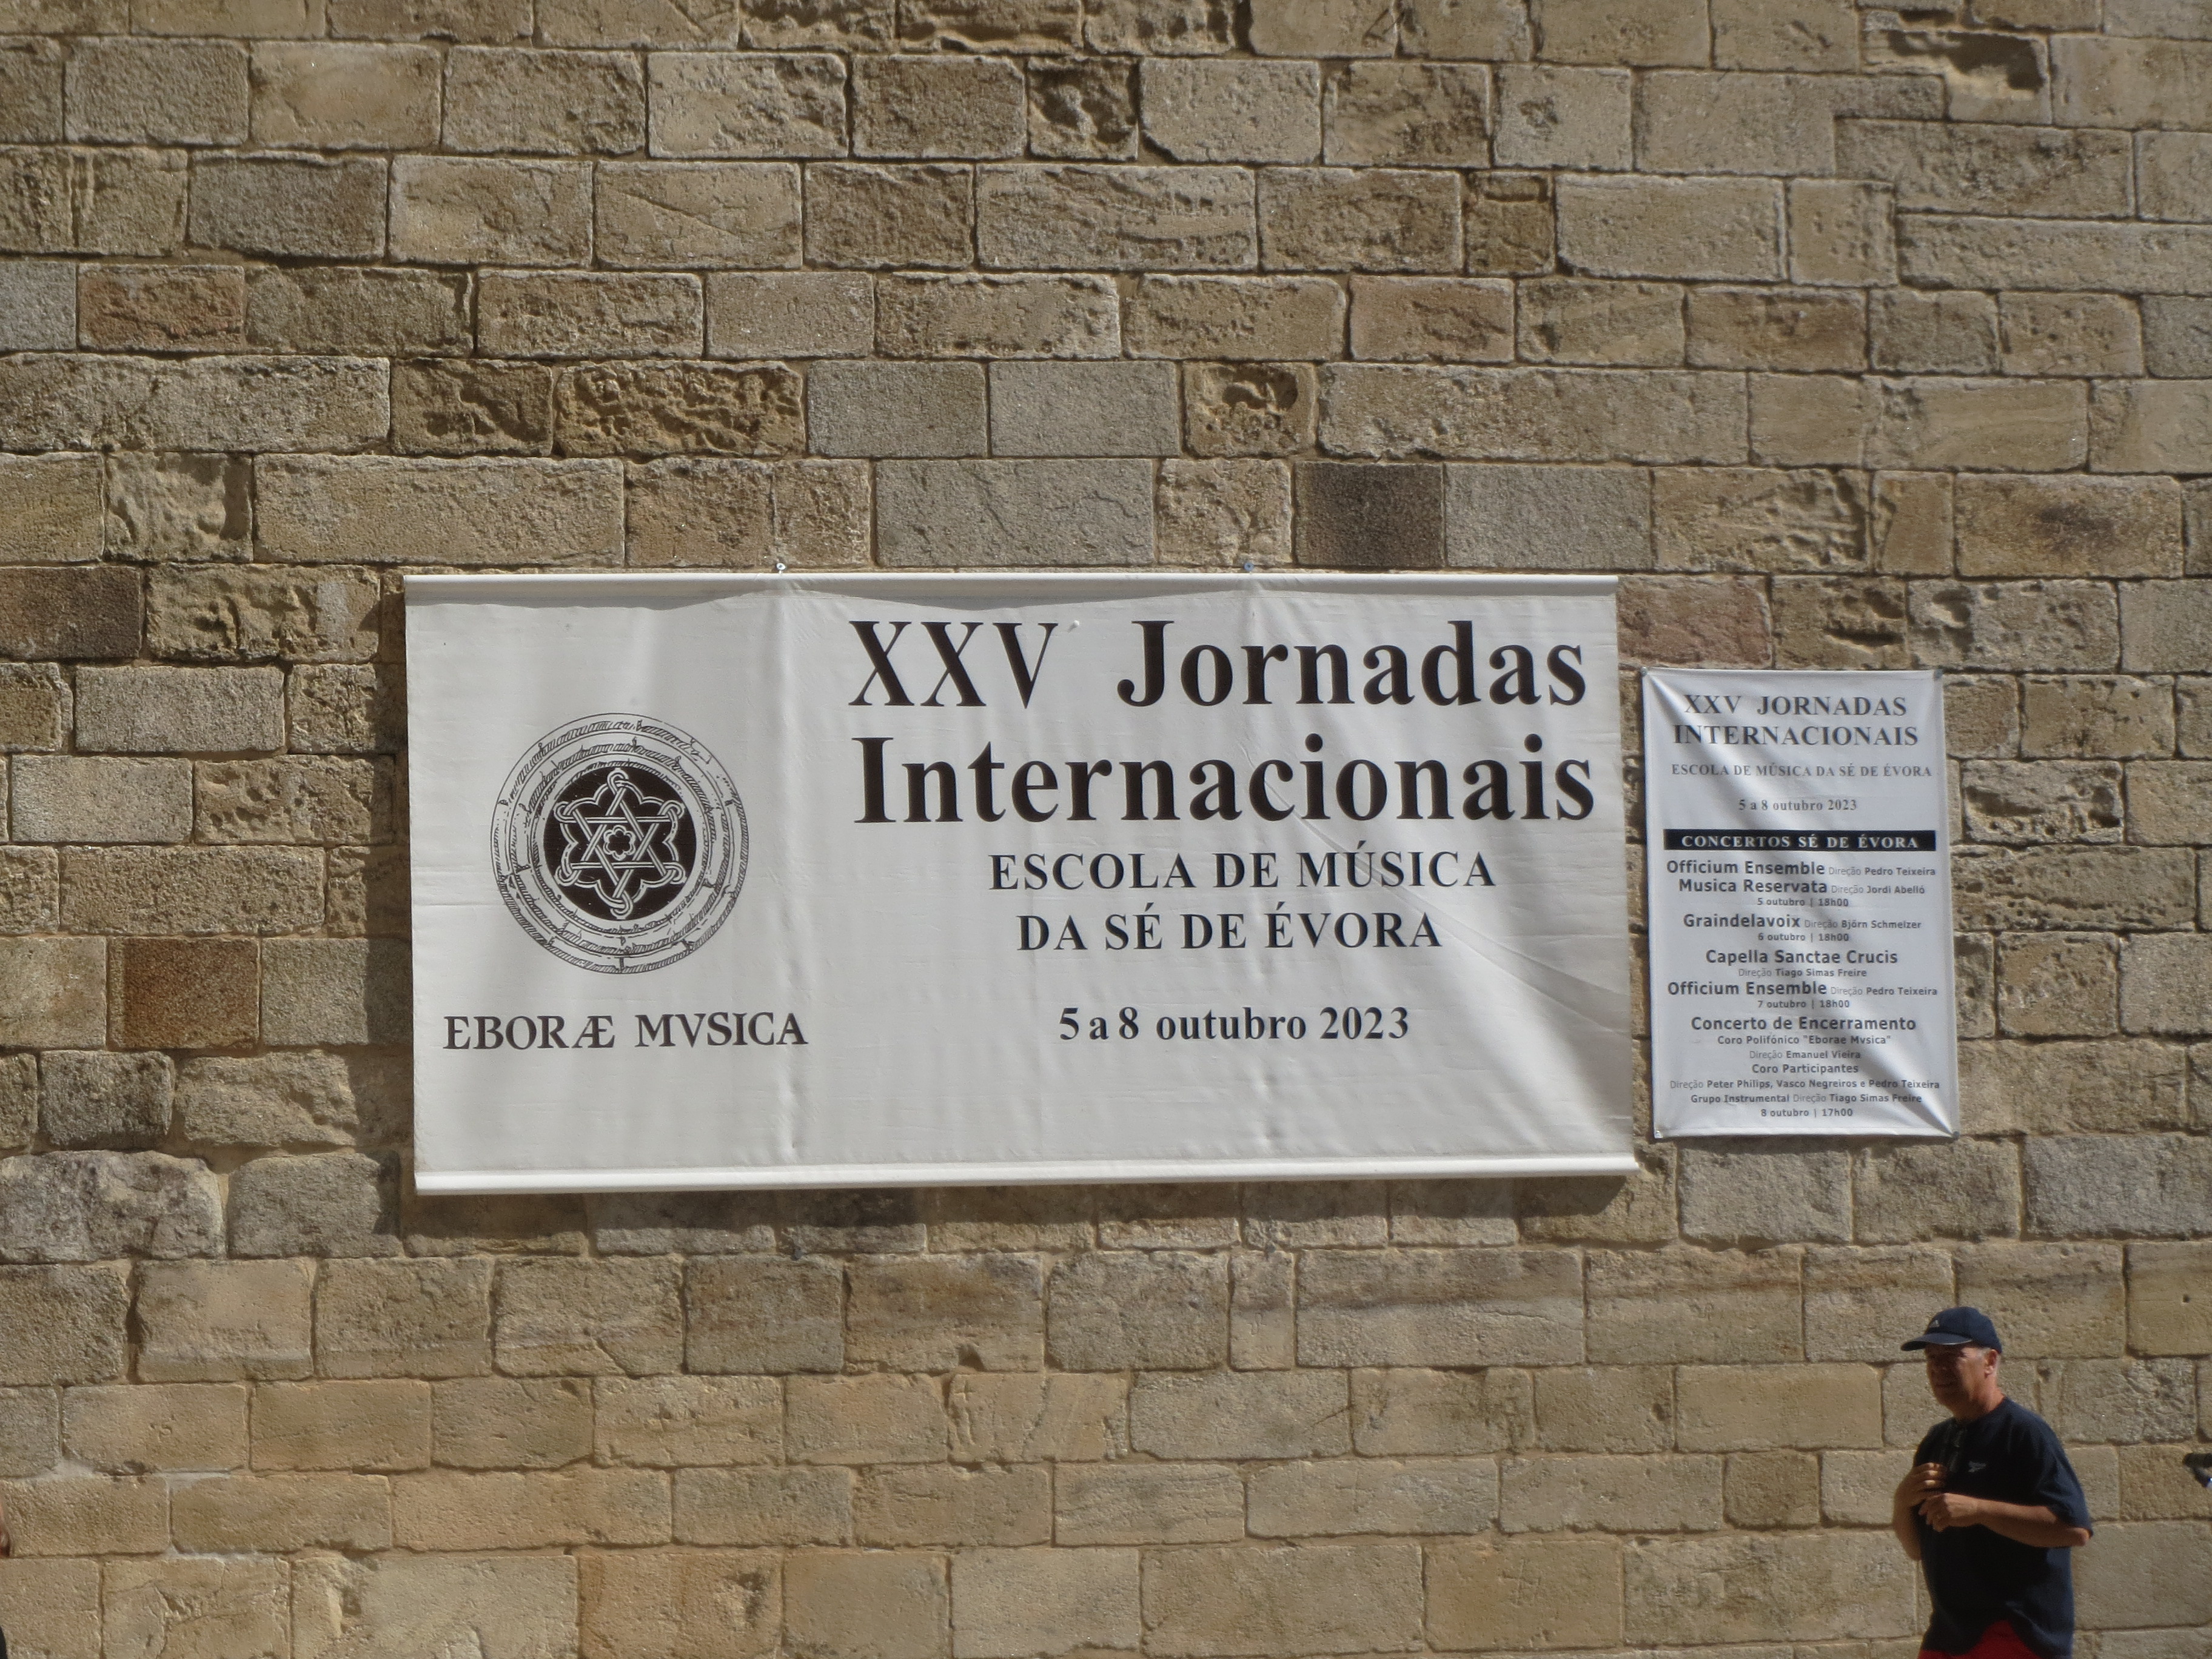 XXV Jornadas
Internacionais
ESCOLA DE MÚSICA
DA SÉ DE ÉVORA
5 a 8 outubro 2023
EBORÆ MVSICA
XXV JORNADAS
INTERNACIONAIS
ESCOLA DE MÚSICA DA SÉ DE ÉVORA
5 a 8 outubro 2023
CONCERTOS SÉ DE ÉVORA
Officium Ensemble Direção Pedro Teixeira
Musica Reservata Direção Jordi Abelló
5 outubro | 18h00
Graindelavoix Direção Björn Schmelzer
6 outubro | 18h00
Capella Sanctae Crucis
Direção Tiago Simas Freire
Officium Ensemble Direção Pedro Teixeira
7 outubro | 18h00
Concerto de Encerramento
Coro Polifónico "Eborae Mvsica"
Direção Emanuel Vieira
Coro Participantes
Direção Peter Philips, Vasco Negreiros e Pedro Teixeira
Grupo Instrumental Direção Tiago Simas Freire
8 outubro | 17h00